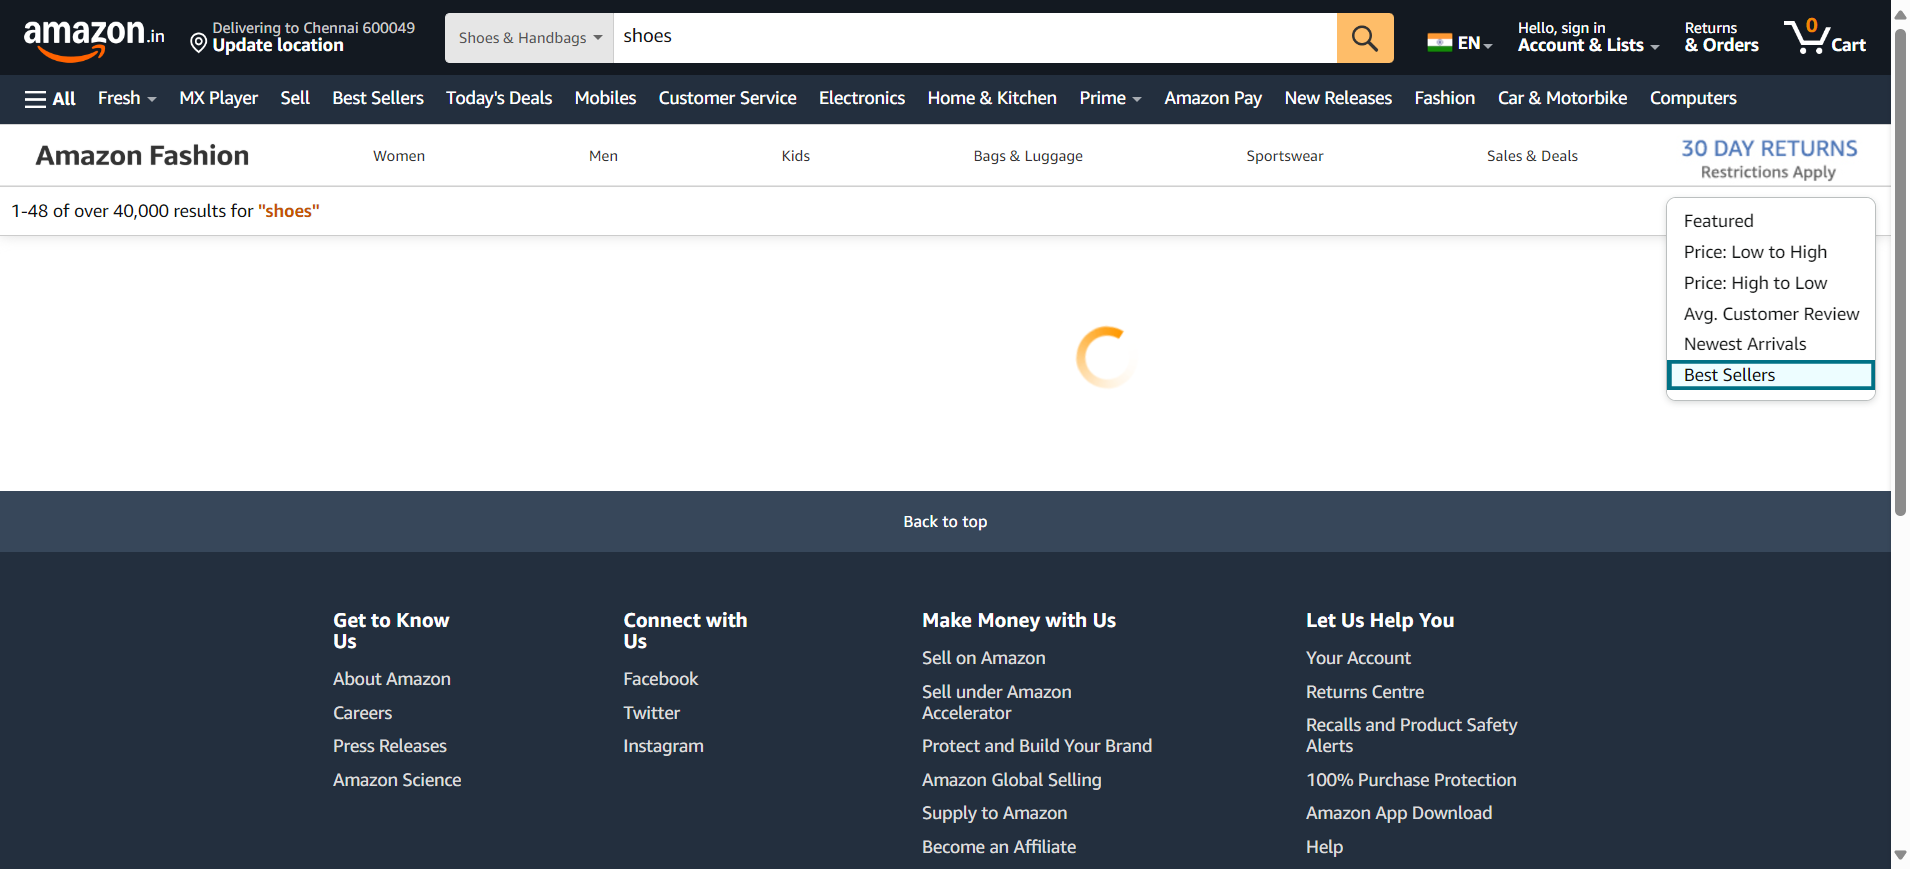 amazon.in
Delivering to Chennai 600049
Update location
Shoes & Handbags
shoes
EN
Hello, sign in
Account & Lists
Returns
& Orders
0
Cart
All
Fresh
MX Player
Sell
Best Sellers
Today's Deals
Mobiles
Customer Service
Electronics
Home & Kitchen
Prime
Amazon Pay
New Releases
Fashion
Car & Motorbike
Computers
Amazon Fashion
Women
Men
Kids
Bags & Luggage
Sportswear
Sales & Deals
30 DAY RETURNS
Restrictions Apply
1-48 of over 40,000 results for "shoes"
Featured
Price: Low to High
Price: High to Low
Avg. Customer Review
Newest Arrivals
Best Sellers
Back to top
Get to Know
Us
About Amazon
Careers
Press Releases
Amazon Science
Connect with
Us
Facebook
Twitter
Instagram
Make Money with Us
Sell on Amazon
Sell under Amazon
Accelerator
Protect and Build Your Brand
Amazon Global Selling
Supply to Amazon
Become an Affiliate
Let Us Help You
Your Account
Returns Centre
Recalls and Product Safety
Alerts
100% Purchase Protection
Amazon App Download
Help